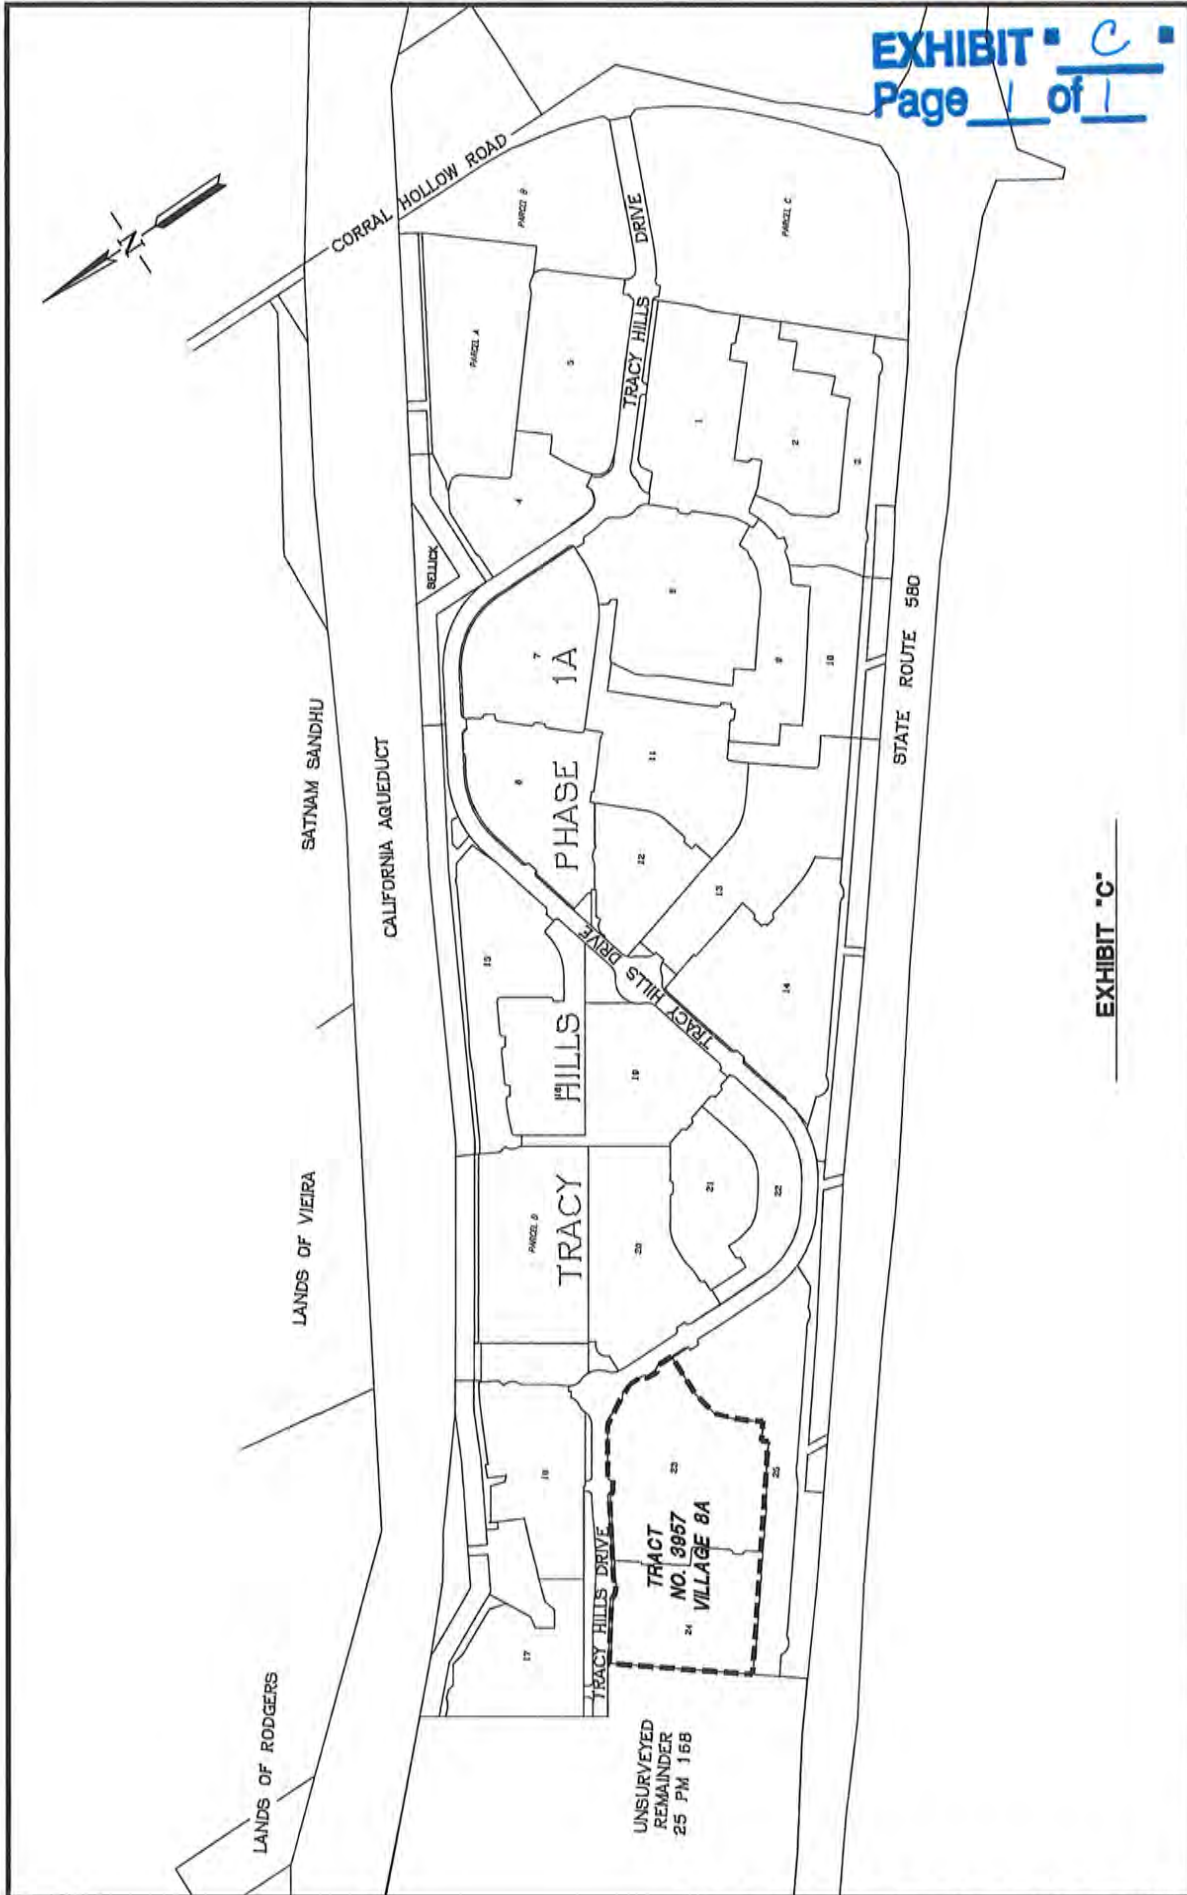 EXHIBIT " C "
Page 1 of 1
N
CORRAL HOLLOW ROAD
PARCEL B
DRIVE
PARCEL C
PARCEL A
5
TRACY HILLS
1
2
3
4
SELLICK
STATE ROUTE 580
7
1A
9
10
SATNAM SANDHU
CALIFORNIA AQUEDUCT
PHASE
11
12
13
TRACY HILLS DRIVE
14
15
HILLS
19
EXHIBIT "C"
LANDS OF VIEIRA
PARCEL D
TRACY
20
21
22
23
25
TRACT
NO. 3957
VILLAGE 8A
24
TRACY HILLS DRIVE
17
LANDS OF RODGERS
UNSURVEYED
REMAINDER
25 PM 158